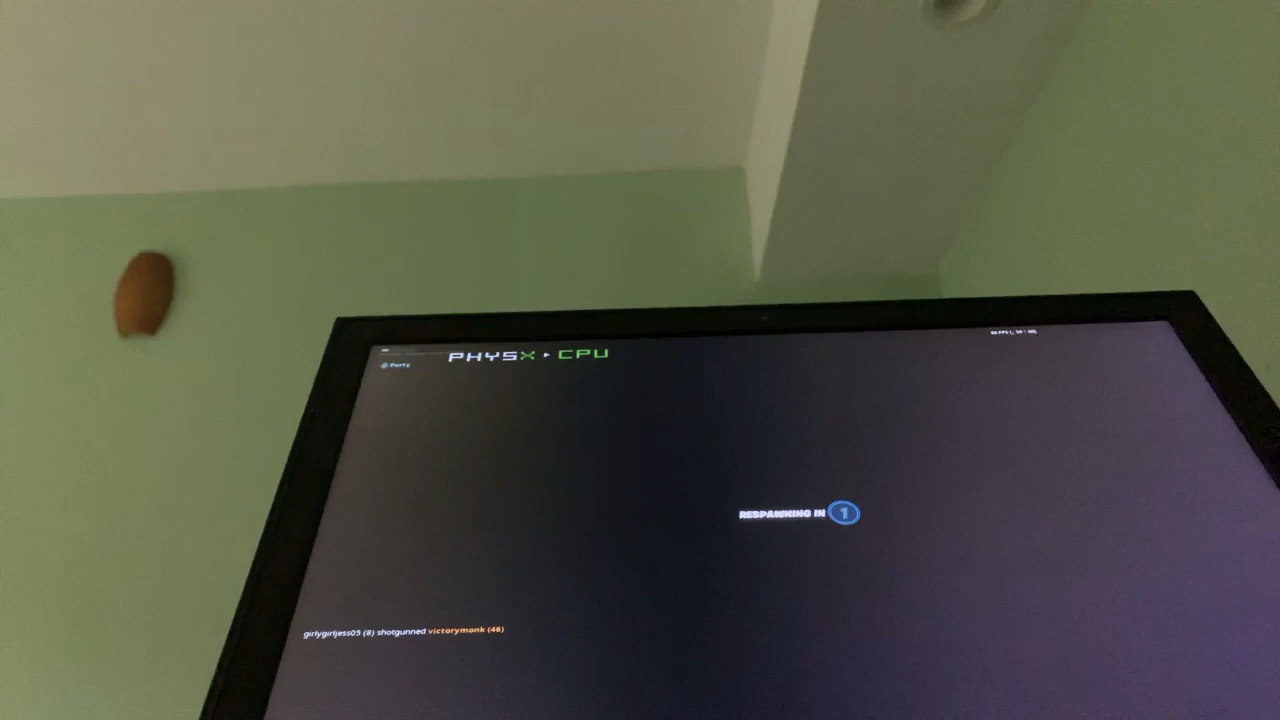 PHYSX ▸ CPU
Party
RESPAWNING IN 1
girlygirljess05 (8) shotgunned victorymonk (46)